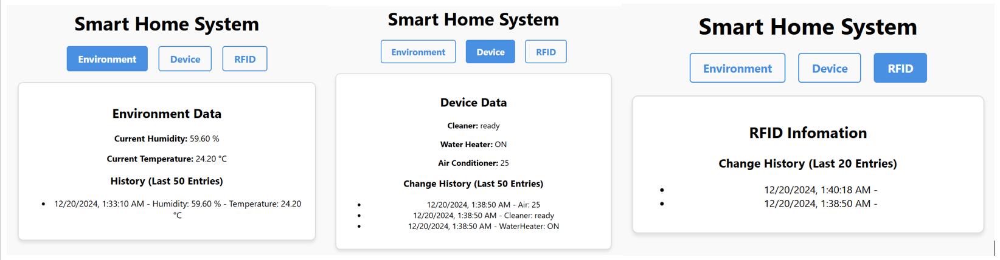 Smart Home System
Environment
Device
RFID
Environment Data
Current Humidity: 59.60 %
Current Temperature: 24.20 °C
History (Last 50 Entries)
• 12/20/2024, 1:33:10 AM - Humidity: 59.60 % - Temperature: 24.20
°C
Smart Home System
Environment
Device
RFID
Device Data
Cleaner: ready
Water Heater: ON
Air Conditioner: 25
Change History (Last 50 Entries)
• 12/20/2024, 1:38:50 AM - Air: 25
• 12/20/2024, 1:38:50 AM - Cleaner: ready
• 12/20/2024, 1:38:50 AM - WaterHeater: ON
Smart Home System
Environment
Device
RFID
RFID Infomation
Change History (Last 20 Entries)
• 12/20/2024, 1:40:18 AM -
• 12/20/2024, 1:38:50 AM -